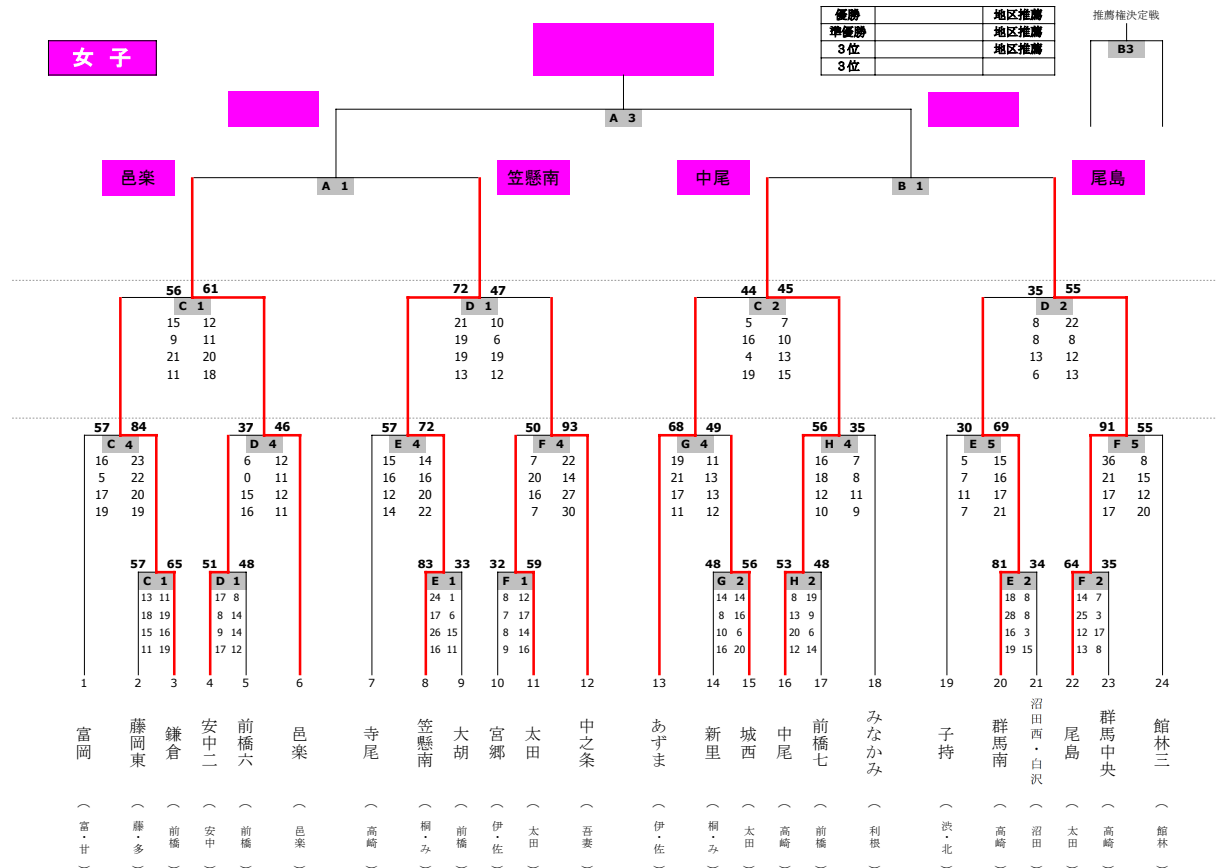 優勝 地区推薦
準優勝 地区推薦
3位 地区推薦
3位
推薦権決定戦
B3
女 子
A 3
邑楽
A 1
笠懸南
中尾
B 1
尾島
56 61
C 1
15 12
9 11
21 20
11 18
72 47
D 1
21 10
19 6
19 19
13 12
44 45
C 2
5 7
16 10
4 13
19 15
35 55
D 2
8 22
8 8
13 12
6 13
57 84
C 4
16 23
5 22
17 20
19 19
37 46
D 4
6 12
0 11
15 12
16 11
57 72
E 4
15 14
16 16
12 20
14 22
50 93
F 4
7 22
20 14
16 27
7 30
68 49
G 4
19 11
21 13
17 13
11 12
56 35
H 4
16 7
18 8
12 11
10 9
30 69
E 5
5 15
7 16
11 17
7 21
91 55
F 5
36 8
21 15
17 12
17 20
57 65
C 1
13 11
18 19
15 16
11 19
51 48
D 1
17 8
8 14
9 14
17 12
83 33
E 1
24 1
17 6
26 15
16 11
32 59
F 1
8 12
7 17
8 14
9 16
48 56
G 2
14 14
8 16
10 6
16 20
53 48
H 2
8 19
13 9
20 6
12 14
81 34
E 2
18 8
28 8
16 3
19 15
64 35
F 2
14 7
25 3
12 17
13 8
1 2 3 4 5 6 7 8 9 10 11 12 13 14 15 16 17 18 19 20 21 22 23 24
富岡
藤岡東
鎌倉
安中二
前橋六
邑楽
寺尾
笠懸南
大胡
宮郷
太田
中之条
あずま
新里
城西
中尾
前橋七
みなかみ
子持
群馬南
沼田西・白沢
尾島
群馬中央
館林三
（富・甘）
（藤・多）
（前橋）
（安中）
（前橋）
（邑楽）
（高崎）
（桐・み）
（前橋）
（伊・佐）
（太田）
（吾妻）
（伊・佐）
（桐・み）
（太田）
（高崎）
（前橋）
（利根）
（渋・北）
（高崎）
（沼田）
（太田）
（高崎）
（館林）